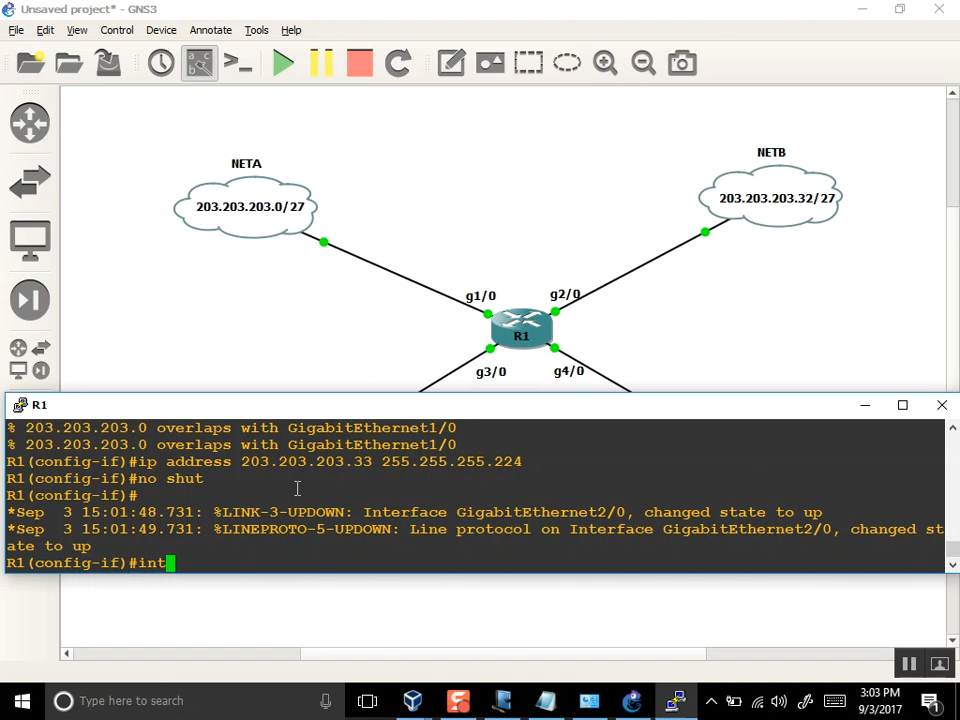 Unsaved project* - GNS3
File Edit View Control Device Annotate Tools Help
NETA
203.203.203.0/27
NETB
203.203.203.32/27
g1/0
g2/0
R1
g3/0
g4/0
R1
% 203.203.203.0 overlaps with GigabitEthernet1/0
% 203.203.203.0 overlaps with GigabitEthernet1/0
R1(config-if)#ip address 203.203.203.33 255.255.255.224
R1(config-if)#no shut
R1(config-if)#
*Sep  3 15:01:48.731: %LINK-3-UPDOWN: Interface GigabitEthernet2/0, changed state to up
*Sep  3 15:01:49.731: %LINEPROTO-5-UPDOWN: Line protocol on Interface GigabitEthernet2/0, changed st
ate to up
R1(config-if)#int
Type here to search
3:03 PM
9/3/2017
1